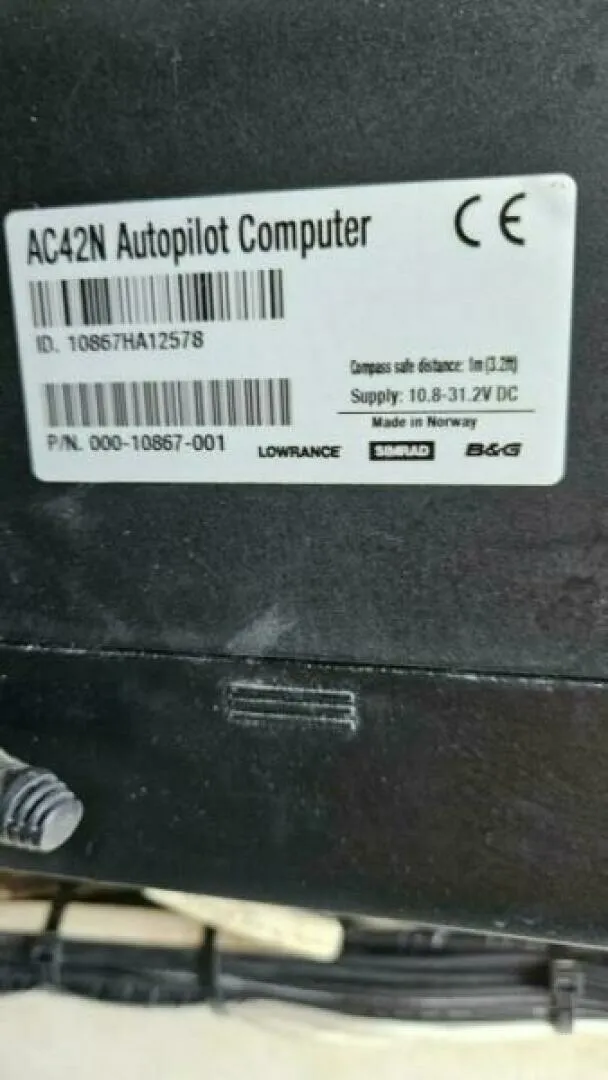 AC42N Autopilot Computer
CE
ID. 10867HA12578
Compass safe distance: 1m (3.2ft)
Supply: 10.8-31.2V DC
Made in Norway
P/N. 000-10867-001
LOWRANCE SIMRAD B&G